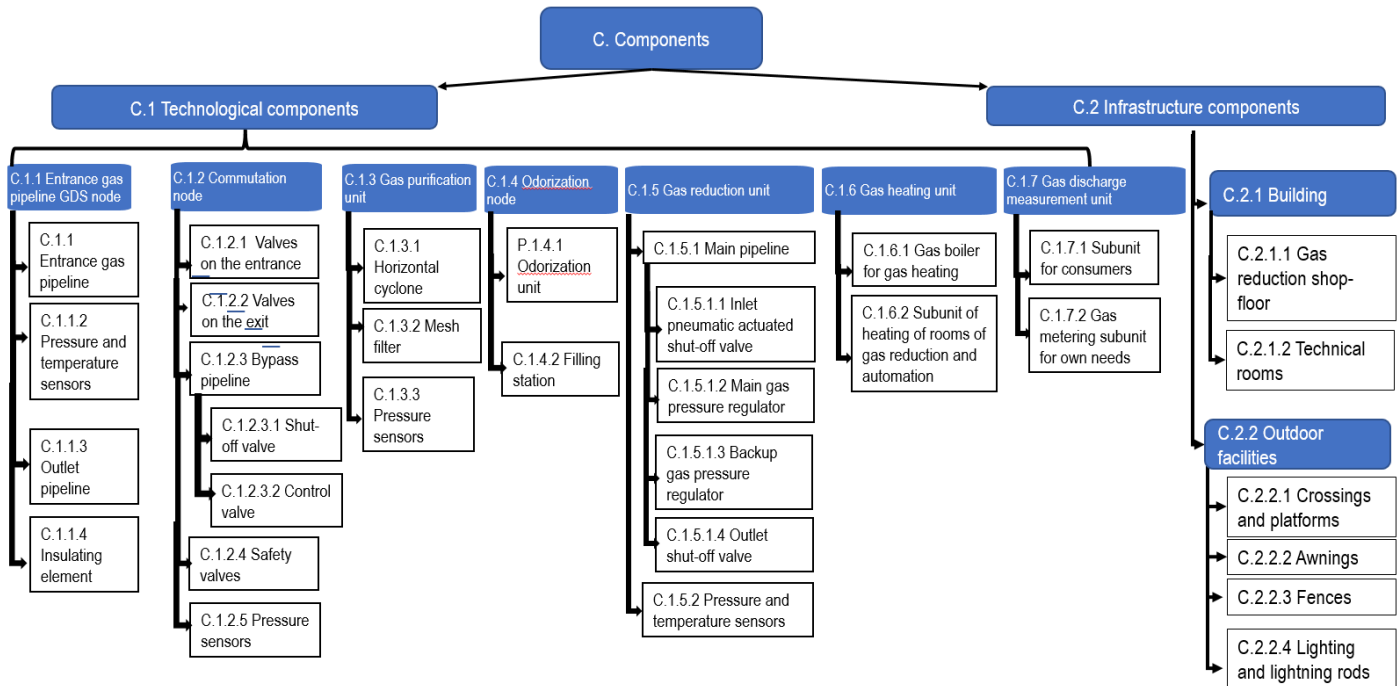 C. Components
C.1 Technological components
C.2 Infrastructure components
C.1.1 Entrance gas
pipeline GDS node
C.1.1
Entrance gas
pipeline
C.1.1.2
Pressure and
temperature
sensors
C.1.1.3
Outlet
pipeline
C.1.1.4
Insulating
element
C.1.2 Commutation
node
C.1.2.1 Valves
on the entrance
C.1.2.2 Valves
on the exit
C.1.2.3 Bypass
pipeline
C.1.2.3.1 Shut-
off valve
C.1.2.3.2 Control
valve
C.1.2.4 Safety
valves
C.1.2.5 Pressure
sensors
C.1.3 Gas purification
unit
C.1.3.1
Horizontal
cyclone
C.1.3.2 Mesh
filter
C.1.3.3
Pressure
sensors
C.1.4 Odorization
node
P.1.4.1
Odorization
unit
C.1.4.2 Filling
station
C.1.5 Gas reduction unit
C.1.5.1 Main pipeline
C.1.5.1.1 Inlet
pneumatic actuated
shut-off valve
C.1.5.1.2 Main gas
pressure regulator
C.1.5.1.3 Backup
gas pressure
regulator
C.1.5.1.4 Outlet
shut-off valve
C.1.5.2 Pressure and
temperature sensors
C.1.6 Gas heating unit
C.1.6.1 Gas boiler
for gas heating
C.1.6.2 Subunit of
heating of rooms of
gas reduction and
automation
C.1.7 Gas discharge
measurement unit
C.1.7.1 Subunit
for consumers
C.1.7.2 Gas
metering subunit
for own needs
C.2.1 Building
C.2.1.1 Gas
reduction shop-
floor
C.2.1.2 Technical
rooms
C.2.2 Outdoor
facilities
C.2.2.1 Crossings
and platforms
C.2.2.2 Awnings
C.2.2.3 Fences
C.2.2.4 Lighting
and lightning rods